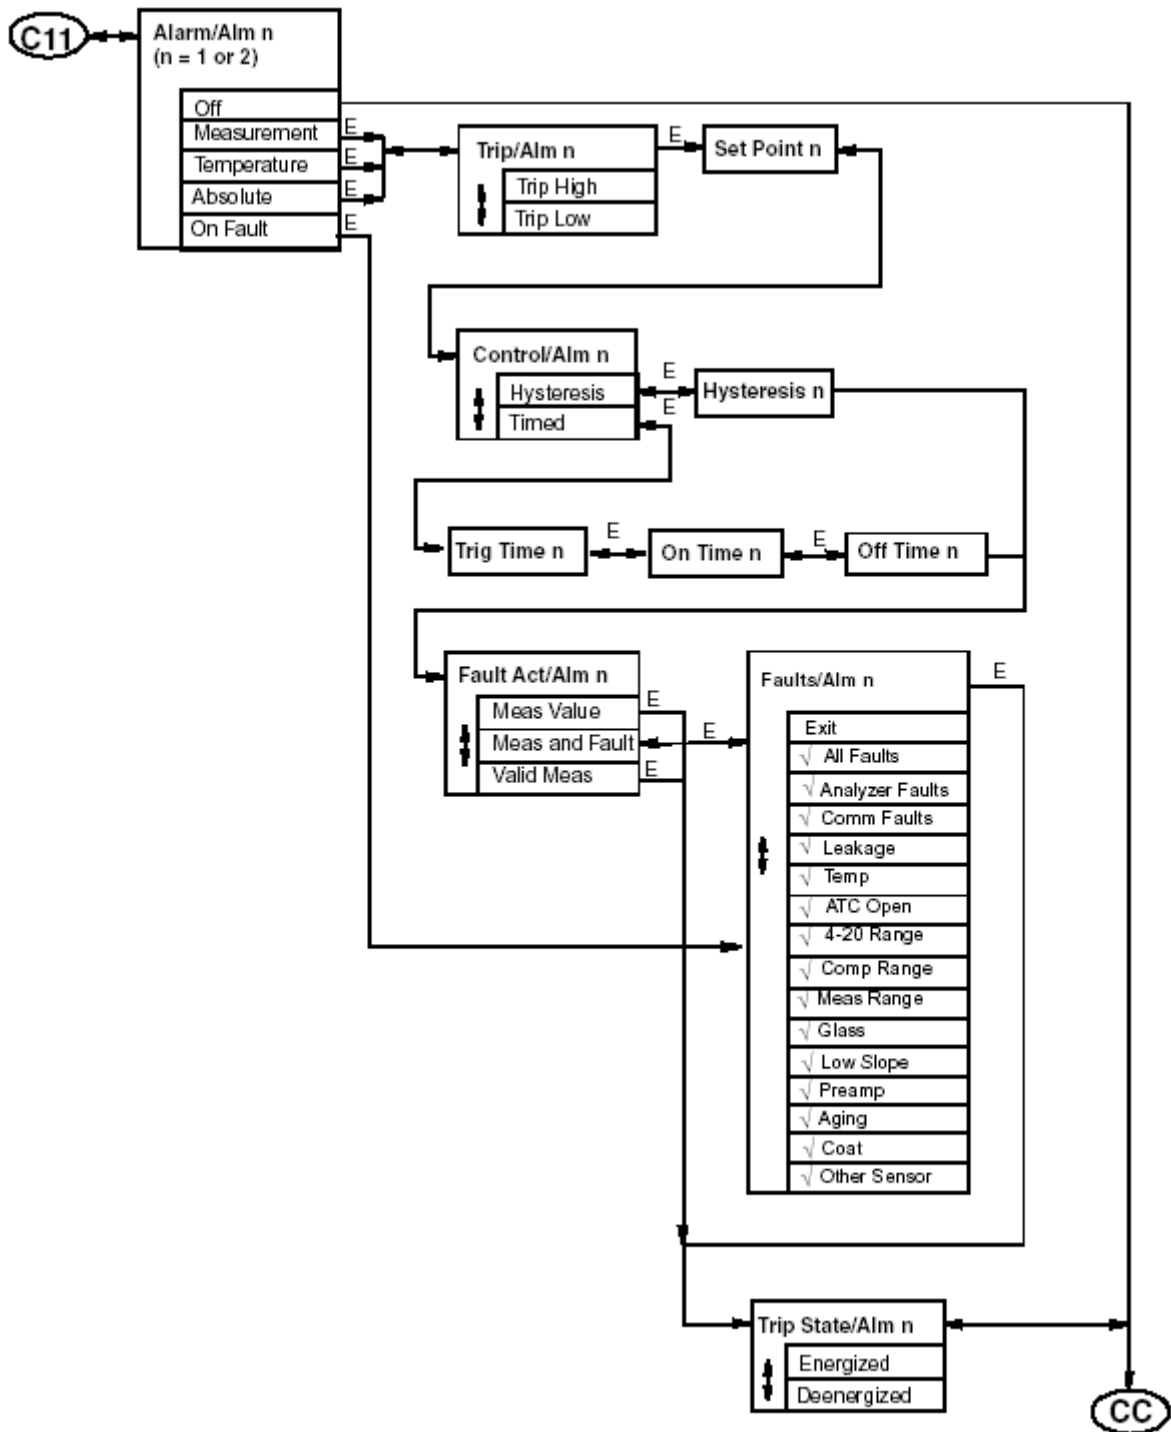 C11
Alarm/Alm n
(n = 1 or 2)
Off
Measurement
E
Temperature
E
Absolute
E
On Fault
E
Trip/Alm n
E
Trip High
Trip Low
Set Point n
Control/Alm n
Hysteresis
E
Timed
E
Hysteresis n
Trig Time n
E
On Time n
E
Off Time n
Fault Act/Alm n
Meas Value
E
Meas and Fault
E
Valid Meas
E
Faults/Alm n
E
Exit
√ All Faults
√ Analyzer Faults
√ Comm Faults
√ Leakage
√ Temp
√ ATC Open
√ 4-20 Range
√ Comp Range
√ Meas Range
√ Glass
√ Low Slope
√ Preamp
√ Aging
√ Coat
√ Other Sensor
Trip State/Alm n
Energized
Deenergized
CC